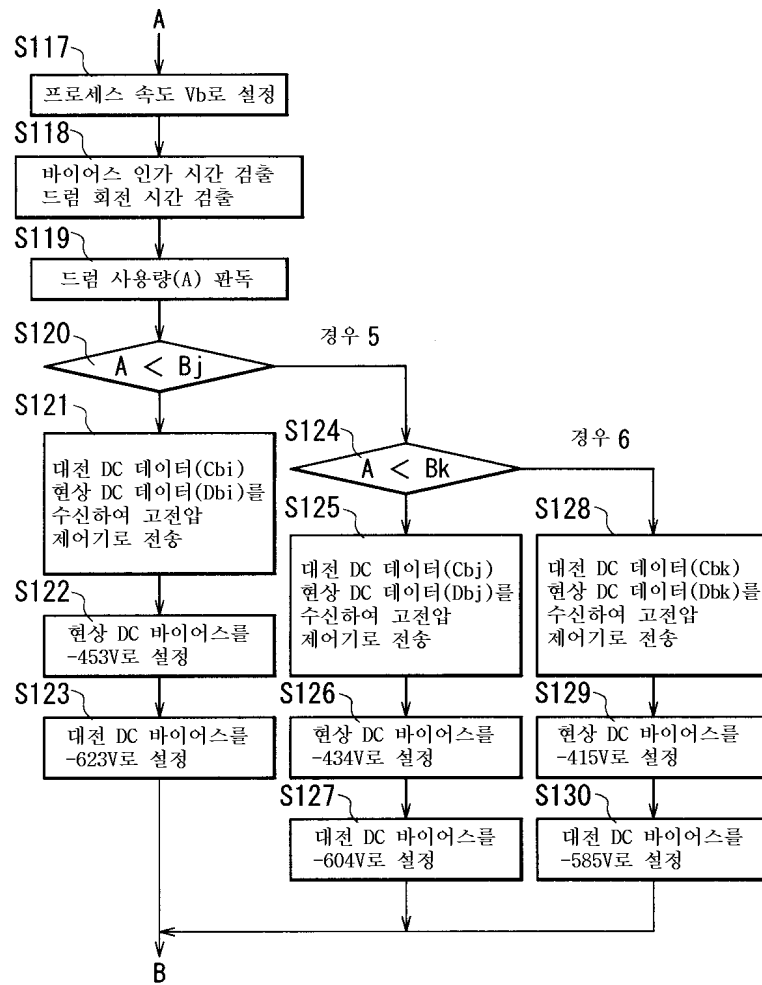 A
S117
프로세스 속도 Vb로 설정
S118
바이어스 인가 시간 검출
드럼 회전 시간 검출
S119
드럼 사용량(A) 판독
S120
A < Bj
경우 5
S121
대전 DC 데이터(Cbi)
현상 DC 데이터(Dbi)를
수신하여 고전압
제어기로 전송
S122
현상 DC 바이어스를
-453V로 설정
S123
대전 DC 바이어스를
-623V로 설정
S124
A < Bk
경우 6
S125
대전 DC 데이터(Cbj)
현상 DC 데이터(Dbj)를
수신하여 고전압
제어기로 전송
S126
현상 DC 바이어스를
-434V로 설정
S127
대전 DC 바이어스를
-604V로 설정
S128
대전 DC 데이터(Cbk)
현상 DC 데이터(Dbk)를
수신하여 고전압
제어기로 전송
S129
현상 DC 바이어스를
-415V로 설정
S130
대전 DC 바이어스를
-585V로 설정
B